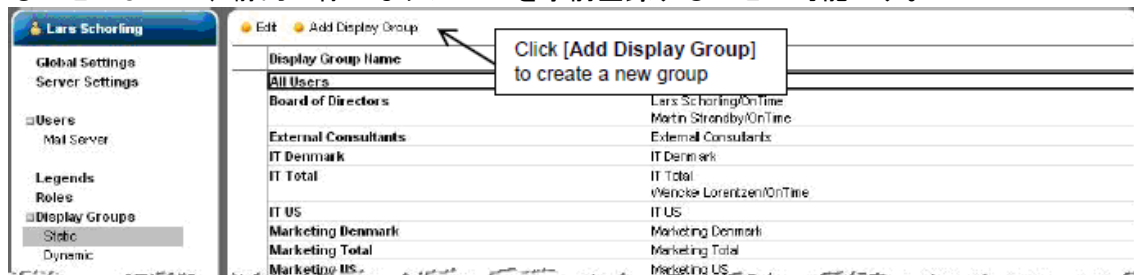 Lars Schorling
Edit Add Display Group
Click [Add Display Group]
to create a new group
Global Settings
Server Settings
Users
Mail Server
Legends
Roles
Display Groups
Static
Dynamic
Display Group Name
All Users
Board of Directors Lars Schorling/OnTime
Martin Strandby/OnTime
External Consultants External Consultants
IT Denmark IT Denmark
IT Total IT Total
Wencke Lorentzen/OnTime
IT US IT US
Marketing Denmark Marketing Denmark
Marketing Total Marketing Total
Marketing US Marketing US